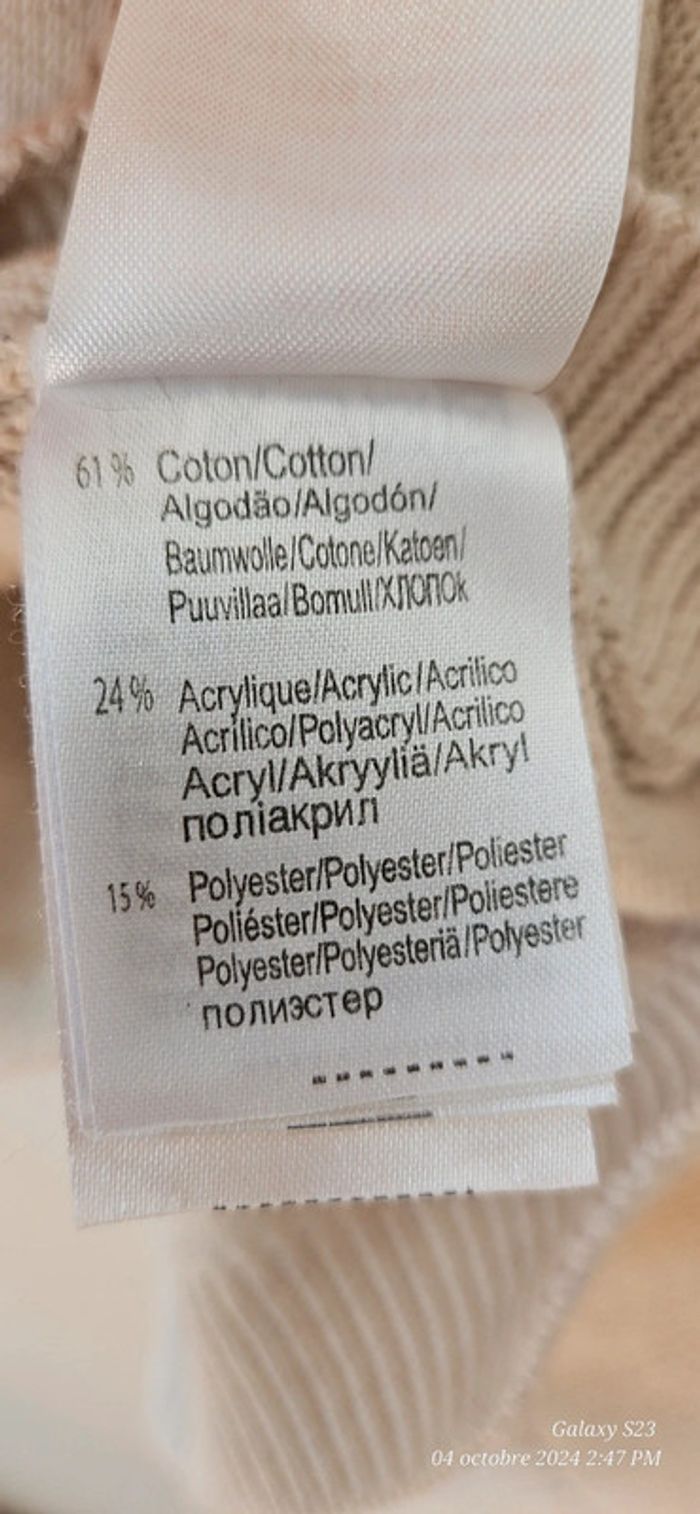 61% Coton/Cotton/
Algodão/Algodón/
Baumwolle/Cotone/Katoen/
Puuvillaa/Bomull/ХЛОПОk
24% Acrylique/Acrylic/Acrilico
Acrílico/Polyacryl/Acrilico
Acryl/Akryyliä/Akryl
поліакрил
15% Polyester/Polyester/Poliester
Poliéster/Polyester/Poliestere
Polyester/Polyesteriä/Polyester
полиэстер
Galaxy S23
04 octobre 2024 2:47 PM